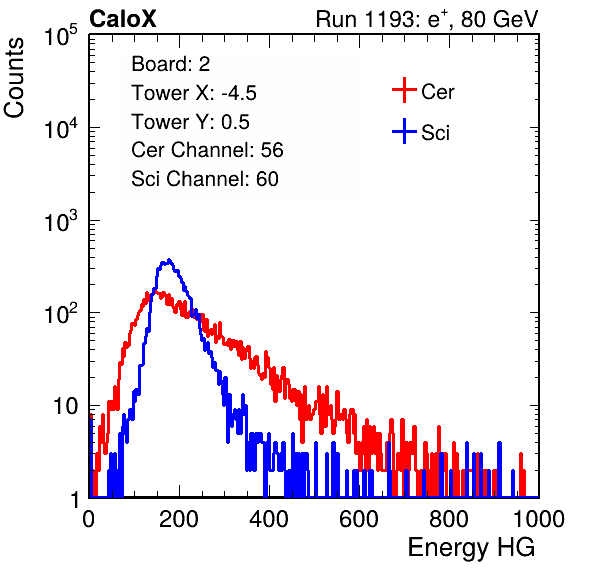 CaloX Run 1193: e⁺, 80 GeV
Counts
Board: 2
Tower X: -4.5
Tower Y: 0.5
Cer Channel: 56
Sci Channel: 60
Cer
Sci
10⁵
10⁴
10³
10²
10
1
0 200 400 600 800 1000
Energy HG